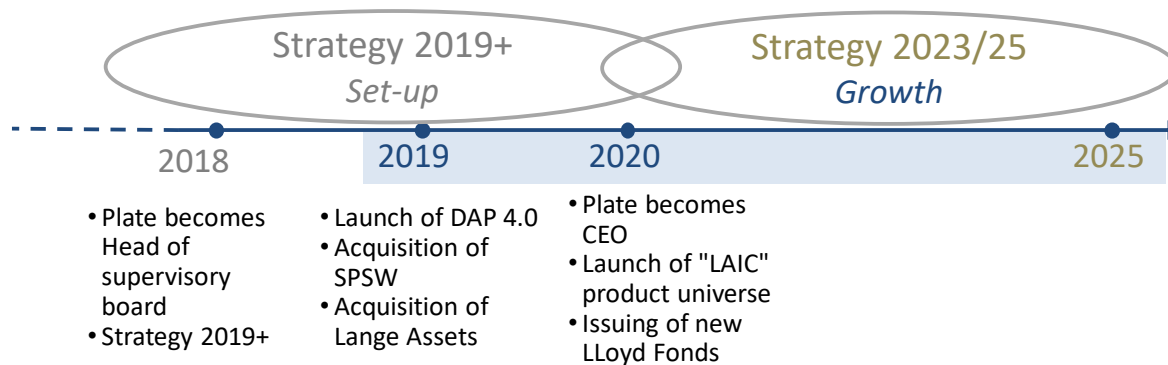 Strategy 2019+
Set-up
Strategy 2023/25
Growth
2018
2019
2020
2025
• Plate becomes
Head of
supervisory
board
• Strategy 2019+
• Launch of DAP 4.0
• Acquisition of
SPSW
• Acquisition of
Lange Assets
• Plate becomes
CEO
• Launch of "LAIC"
product universe
• Issuing of new
LLoyd Fonds